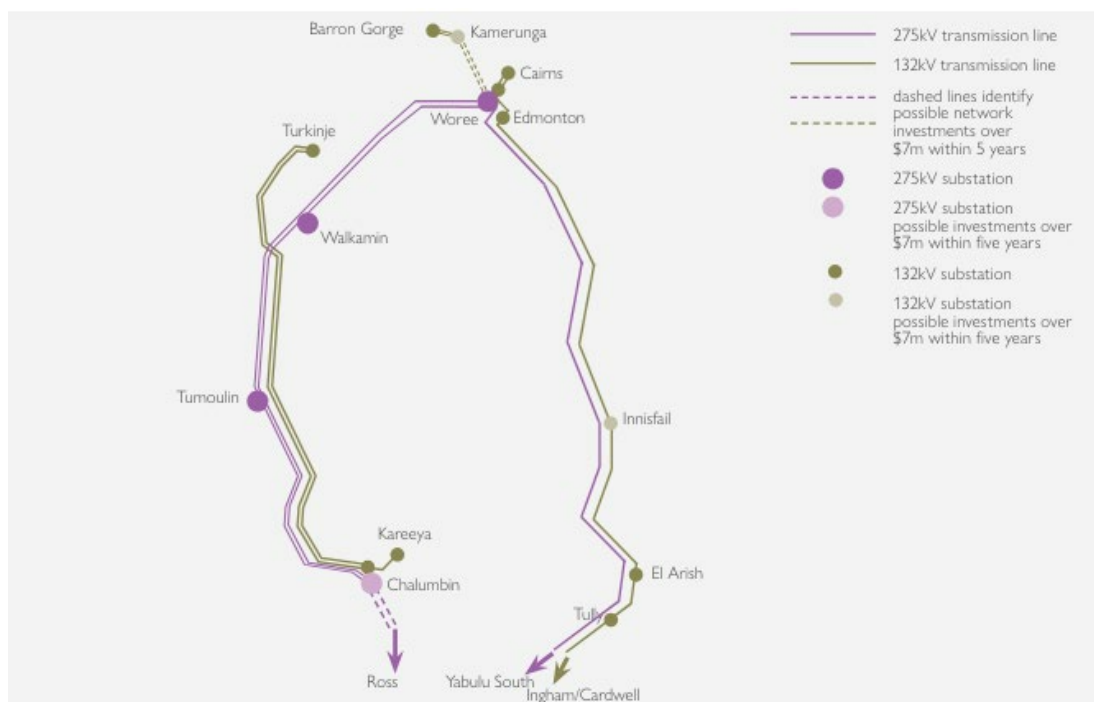 Barron Gorge
Kamerunga
Cairns
Woree
Edmonton
Turkinje
Walkamin
Tumoulin
Innisfail
Kareeya
Chalumbin
El Arish
Tully
Ross
Yabulu South
Ingham/Cardwell
275kV transmission line
132kV transmission line
dashed lines identify
possible network
investments over
$7m within 5 years
275kV substation
275kV substation
possible investments over
$7m within five years
132kV substation
132kV substation
possible investments over
$7m within five years